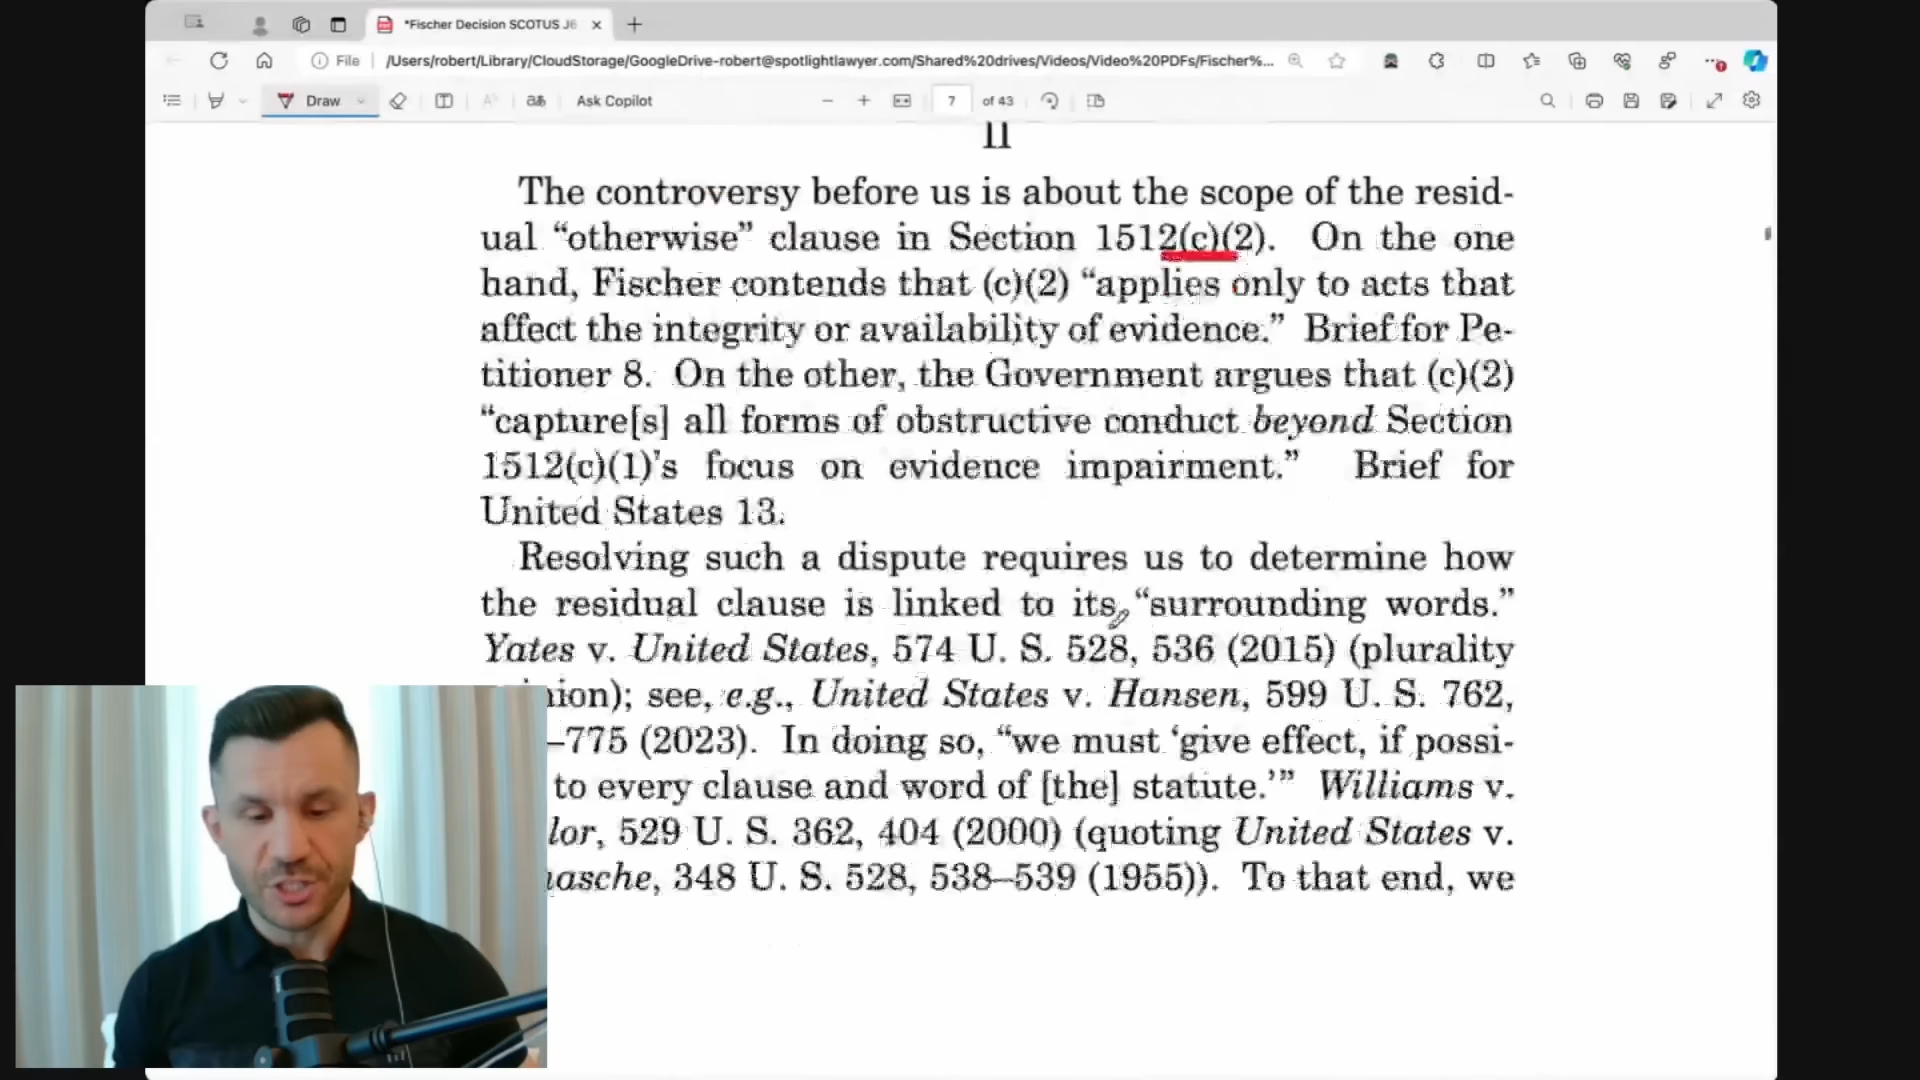 *Fischer Decision SCOTUS J6
File /Users/robert/Library/CloudStorage/GoogleDrive-robert@spotlightlawyer.com/Shared%20drives/Videos/Video%20PDFs/Fischer%...
Draw Ask Copilot 7 of 43
II
The controversy before us is about the scope of the resid-
ual “otherwise” clause in Section 1512(c)(2). On the one
hand, Fischer contends that (c)(2) “applies only to acts that
affect the integrity or availability of evidence.” Brief for Pe-
titioner 8. On the other, the Government argues that (c)(2)
“capture[s] all forms of obstructive conduct beyond Section
1512(c)(1)’s focus on evidence impairment.” Brief for
United States 13.
Resolving such a dispute requires us to determine how
the residual clause is linked to its “surrounding words.”
Yates v. United States, 574 U. S. 528, 536 (2015) (plurality
nion); see, e.g., United States v. Hansen, 599 U. S. 762,
–775 (2023). In doing so, “we must ‘give effect, if possi-
to every clause and word of [the] statute.’” Williams v.
lor, 529 U. S. 362, 404 (2000) (quoting United States v.
nasche, 348 U. S. 528, 538–539 (1955)). To that end, we